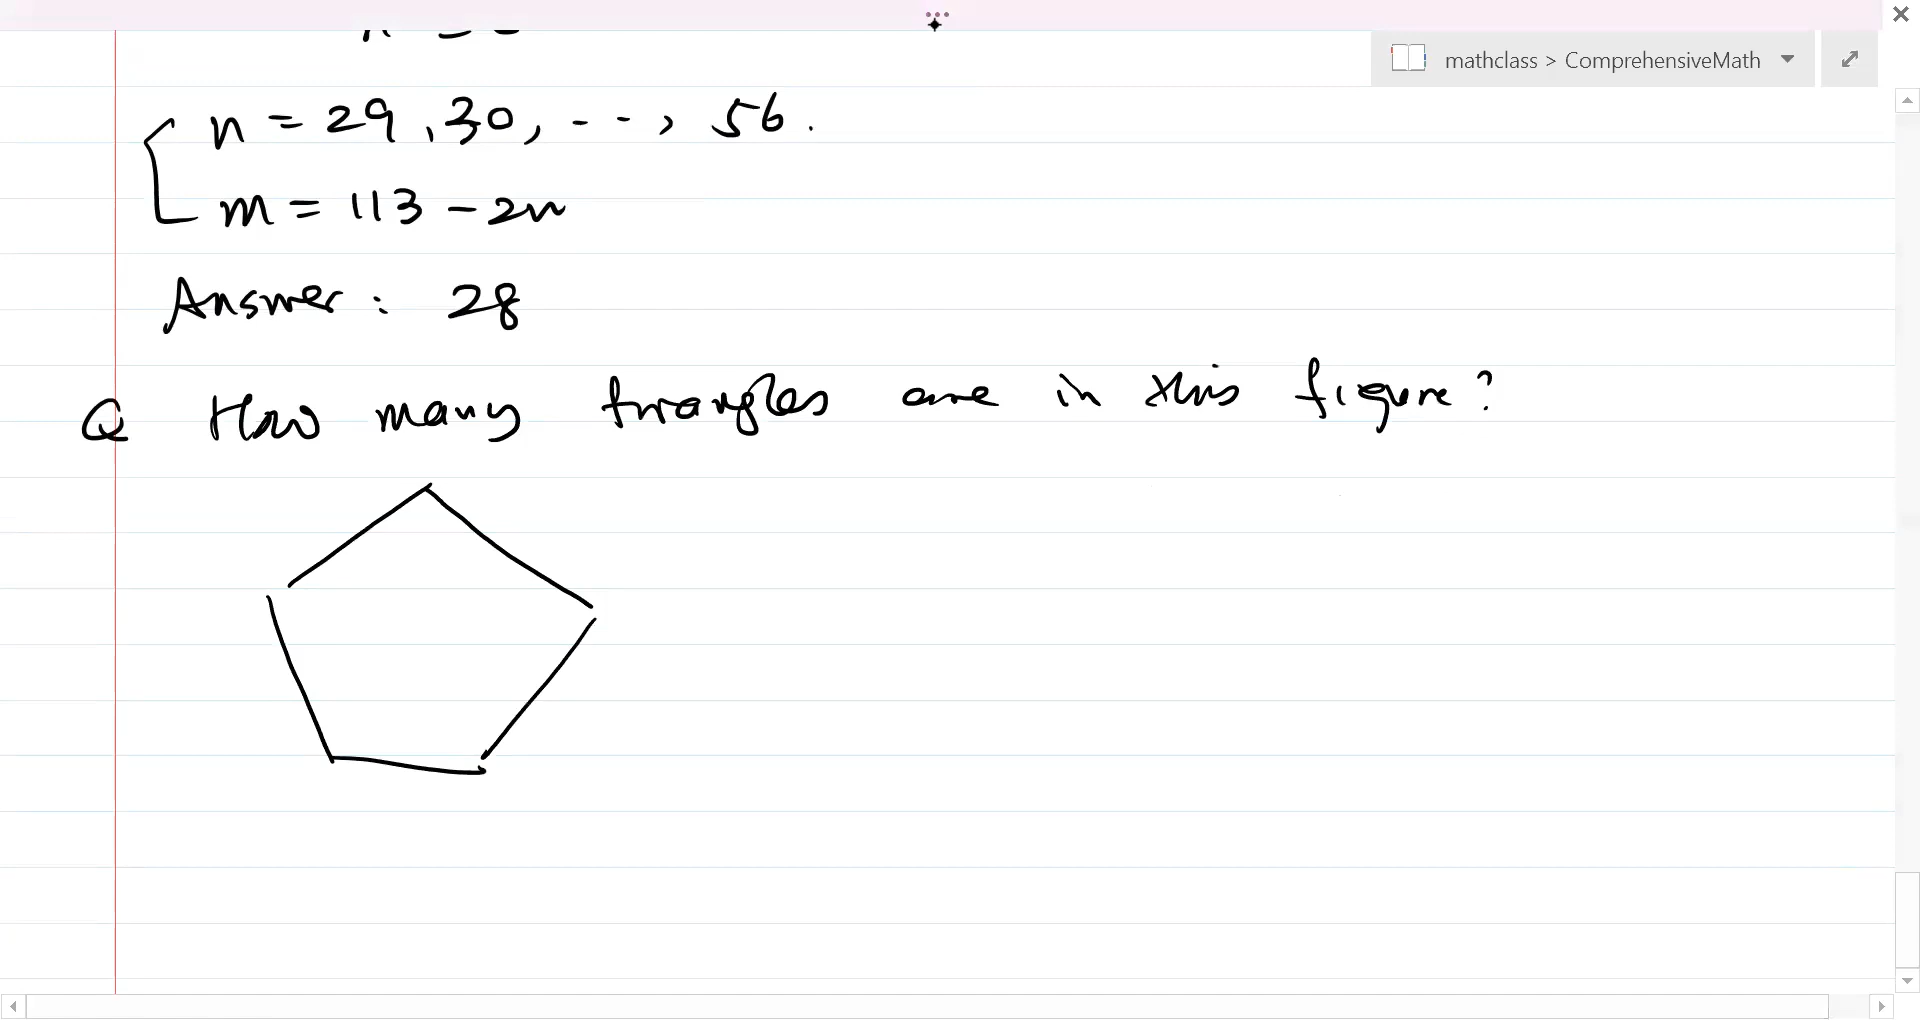 mathclass > ComprehensiveMath
n = 29, 30, - - , 56.
m = 113 - 2n
Answer : 28
Q How many triangles are in this figure?